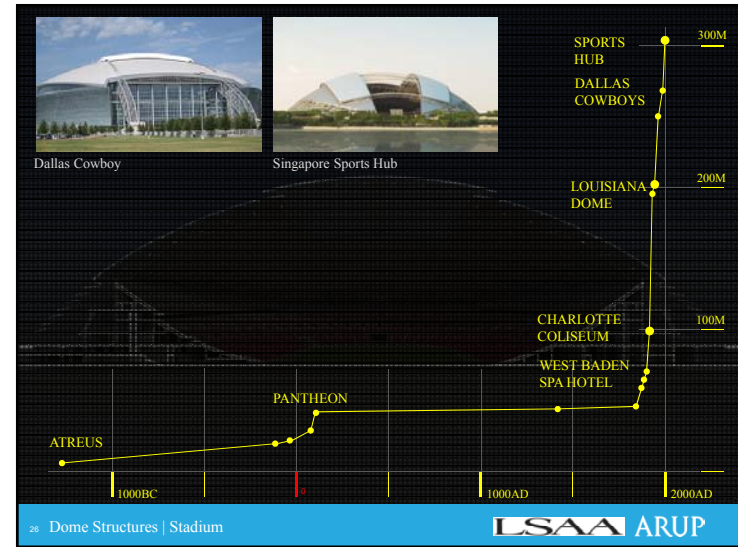 Dallas Cowboy
Singapore Sports Hub
SPORTS
HUB
300M
DALLAS
COWBOYS
LOUISIANA
DOME
200M
CHARLOTTE
COLISEUM
100M
WEST BADEN
SPA HOTEL
PANTHEON
ATREUS
1000BC
0
1000AD
2000AD
26 Dome Structures | Stadium
LSAA ARUP